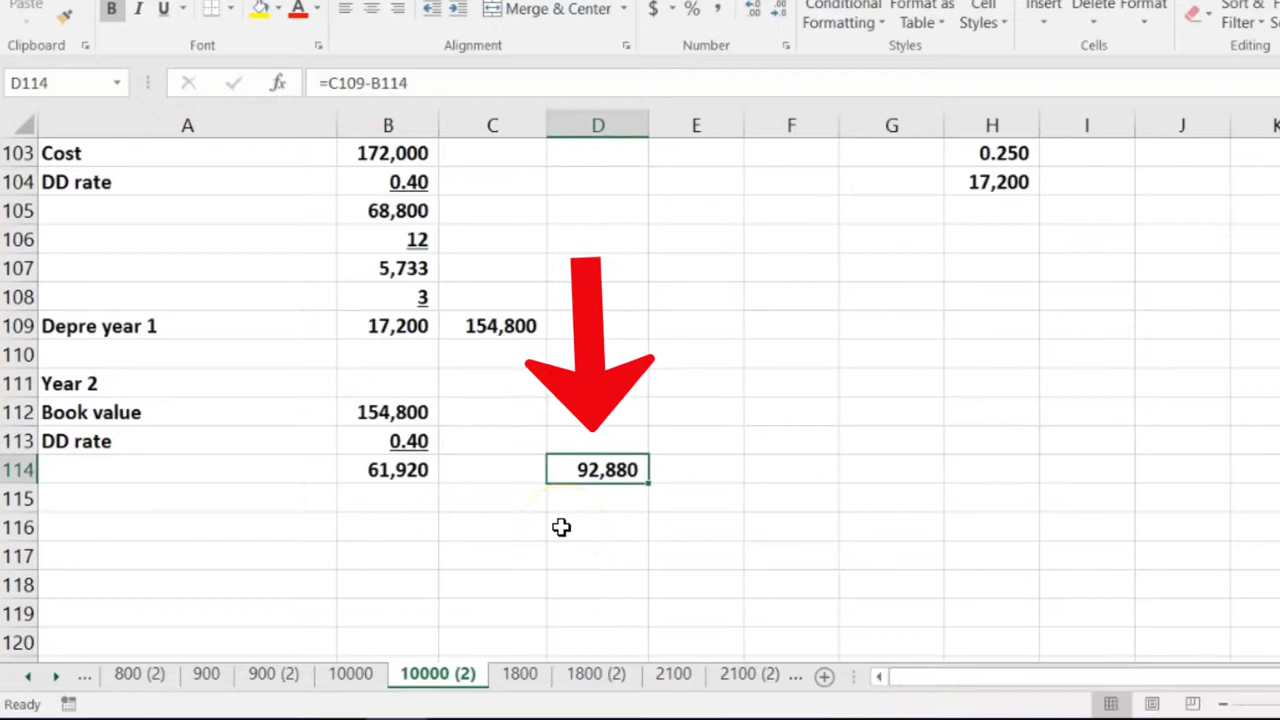 Paste
B I U A
Merge & Center
$ % ,
Conditional Format as Cell
Formatting Table Styles
Insert Delete Format
Sort &
Filter
Clipboard Font Alignment Number Styles Cells Editing
D114 fx =C109-B114
A B C D E F G H I J K
103 Cost 172,000 0.250
104 DD rate 0.40 17,200
105 68,800
106 12
107 5,733
108 3
109 Depre year 1 17,200 154,800
110
111 Year 2
112 Book value 154,800
113 DD rate 0.40
114 61,920 92,880
115
116
117
118
119
120
... 800 (2) 900 900 (2) 10000 10000 (2) 1800 1800 (2) 2100 2100 (2) ...
Ready